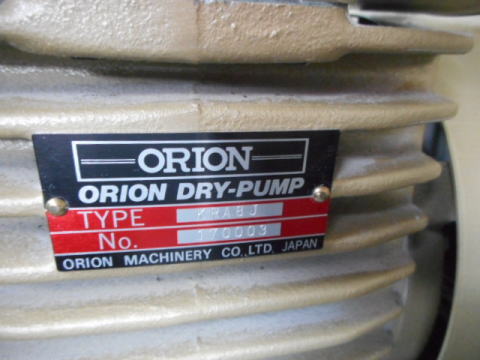 ORION
ORION DRY-PUMP
TYPE KRA8J
No. 170003
ORION MACHINERY CO.,LTD. JAPAN